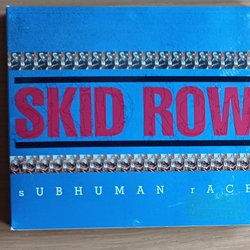 SKID ROW
sUBHUMAN rACE